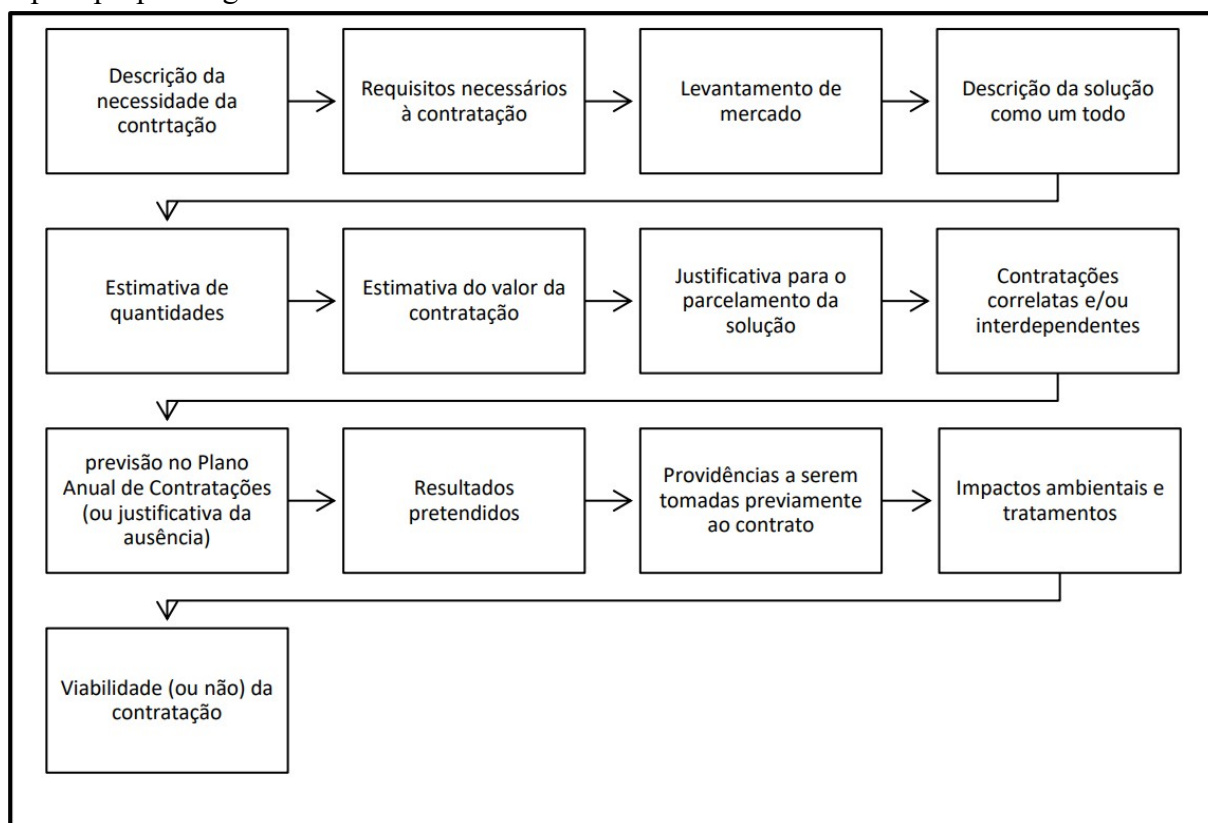 Descrição da
necessidade da
contrtação
Requisitos necessários
à contratação
Levantamento de
mercado
Descrição da solução
como um todo
Estimativa de
quantidades
Estimativa do valor da
contratação
Justificativa para o
parcelamento da
solução
Contratações
correlatas e/ou
interdependentes
previsão no Plano
Anual de Contratações
(ou justificativa da
ausência)
Resultados
pretendidos
Providências a serem
tomadas previamente
ao contrato
Impactos ambientais e
tratamentos
Viabilidade (ou não) da
contratação